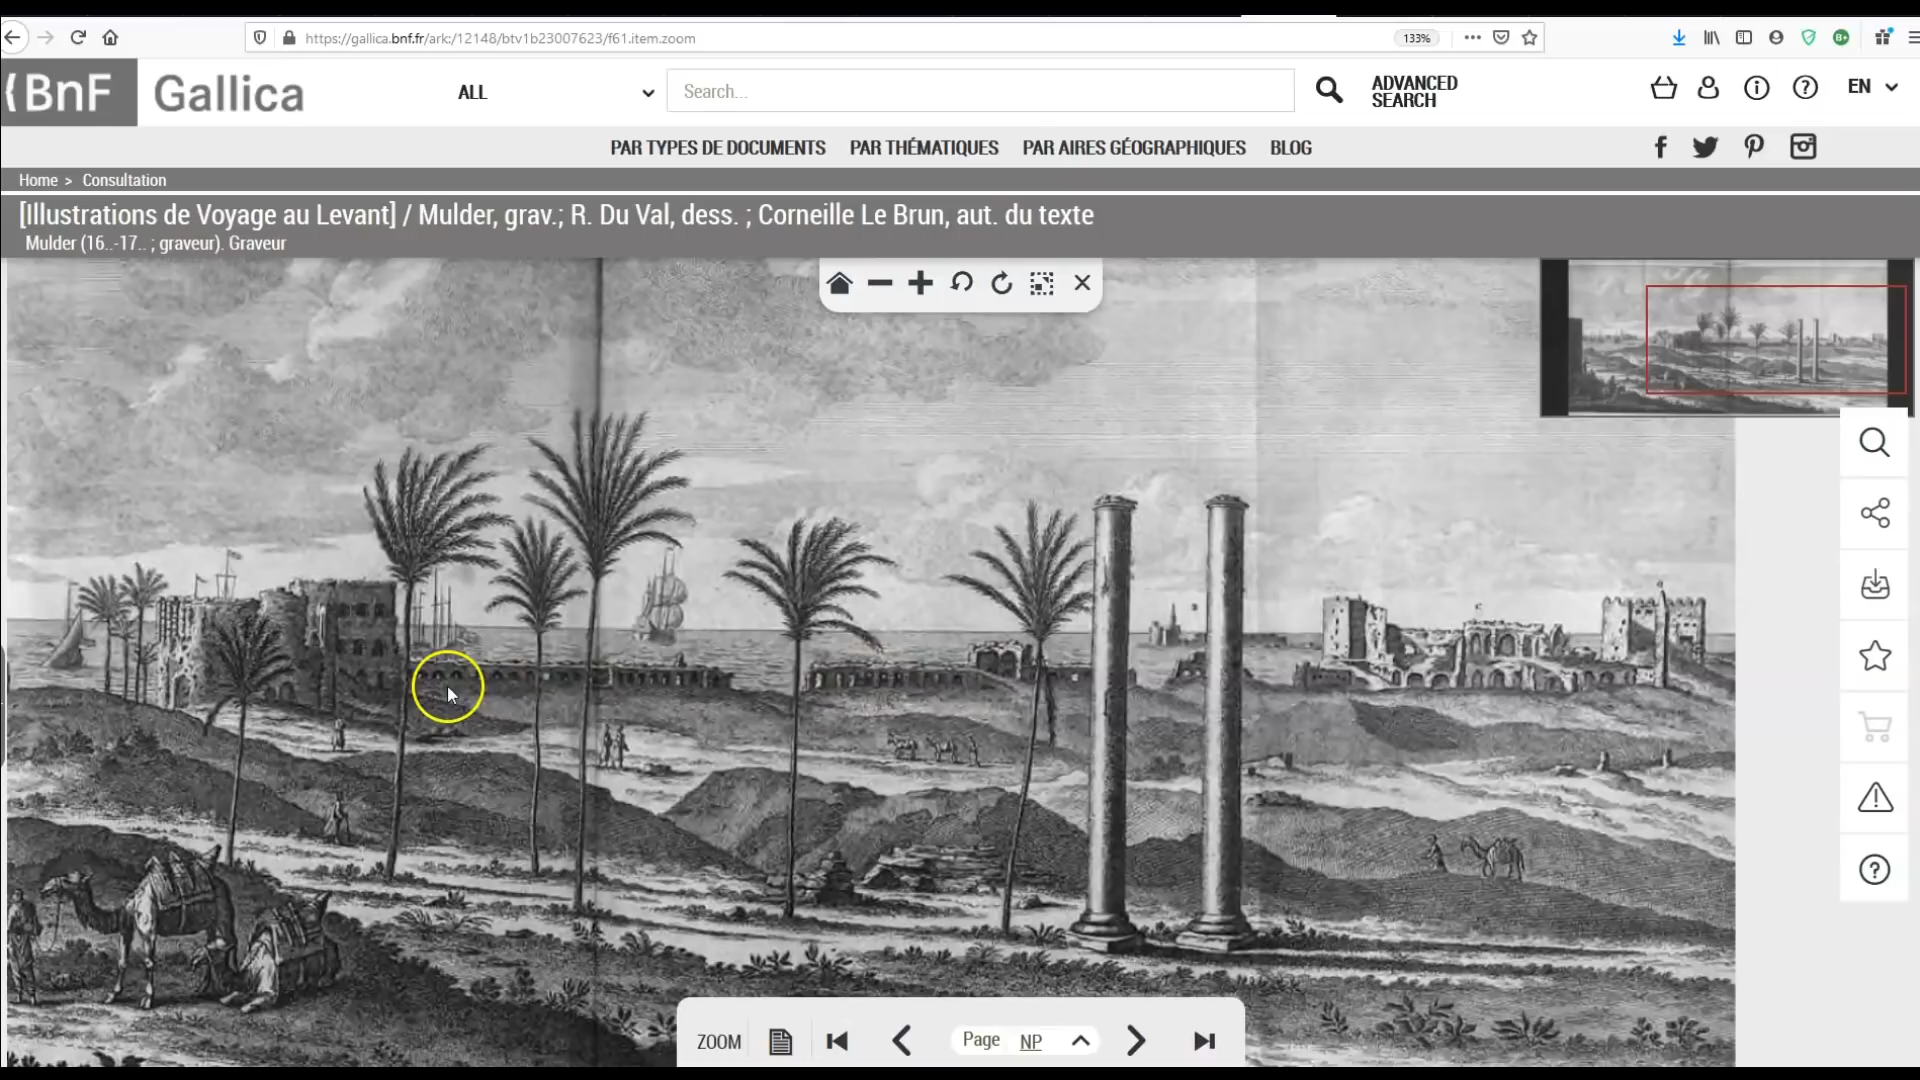 https://gallica.bnf.fr/ark:/12148/btv1b23007623/f61.item.zoom
133%
BnF Gallica
ALL
Search...
ADVANCED
SEARCH
EN
PAR TYPES DE DOCUMENTS PAR THÉMATIQUES PAR AIRES GÉOGRAPHIQUES BLOG
Home > Consultation
[Illustrations de Voyage au Levant] / Mulder, grav.; R. Du Val, dess. ; Corneille Le Brun, aut. du texte
Mulder (16..-17.. ; graveur). Graveur
ZOOM
Page NP